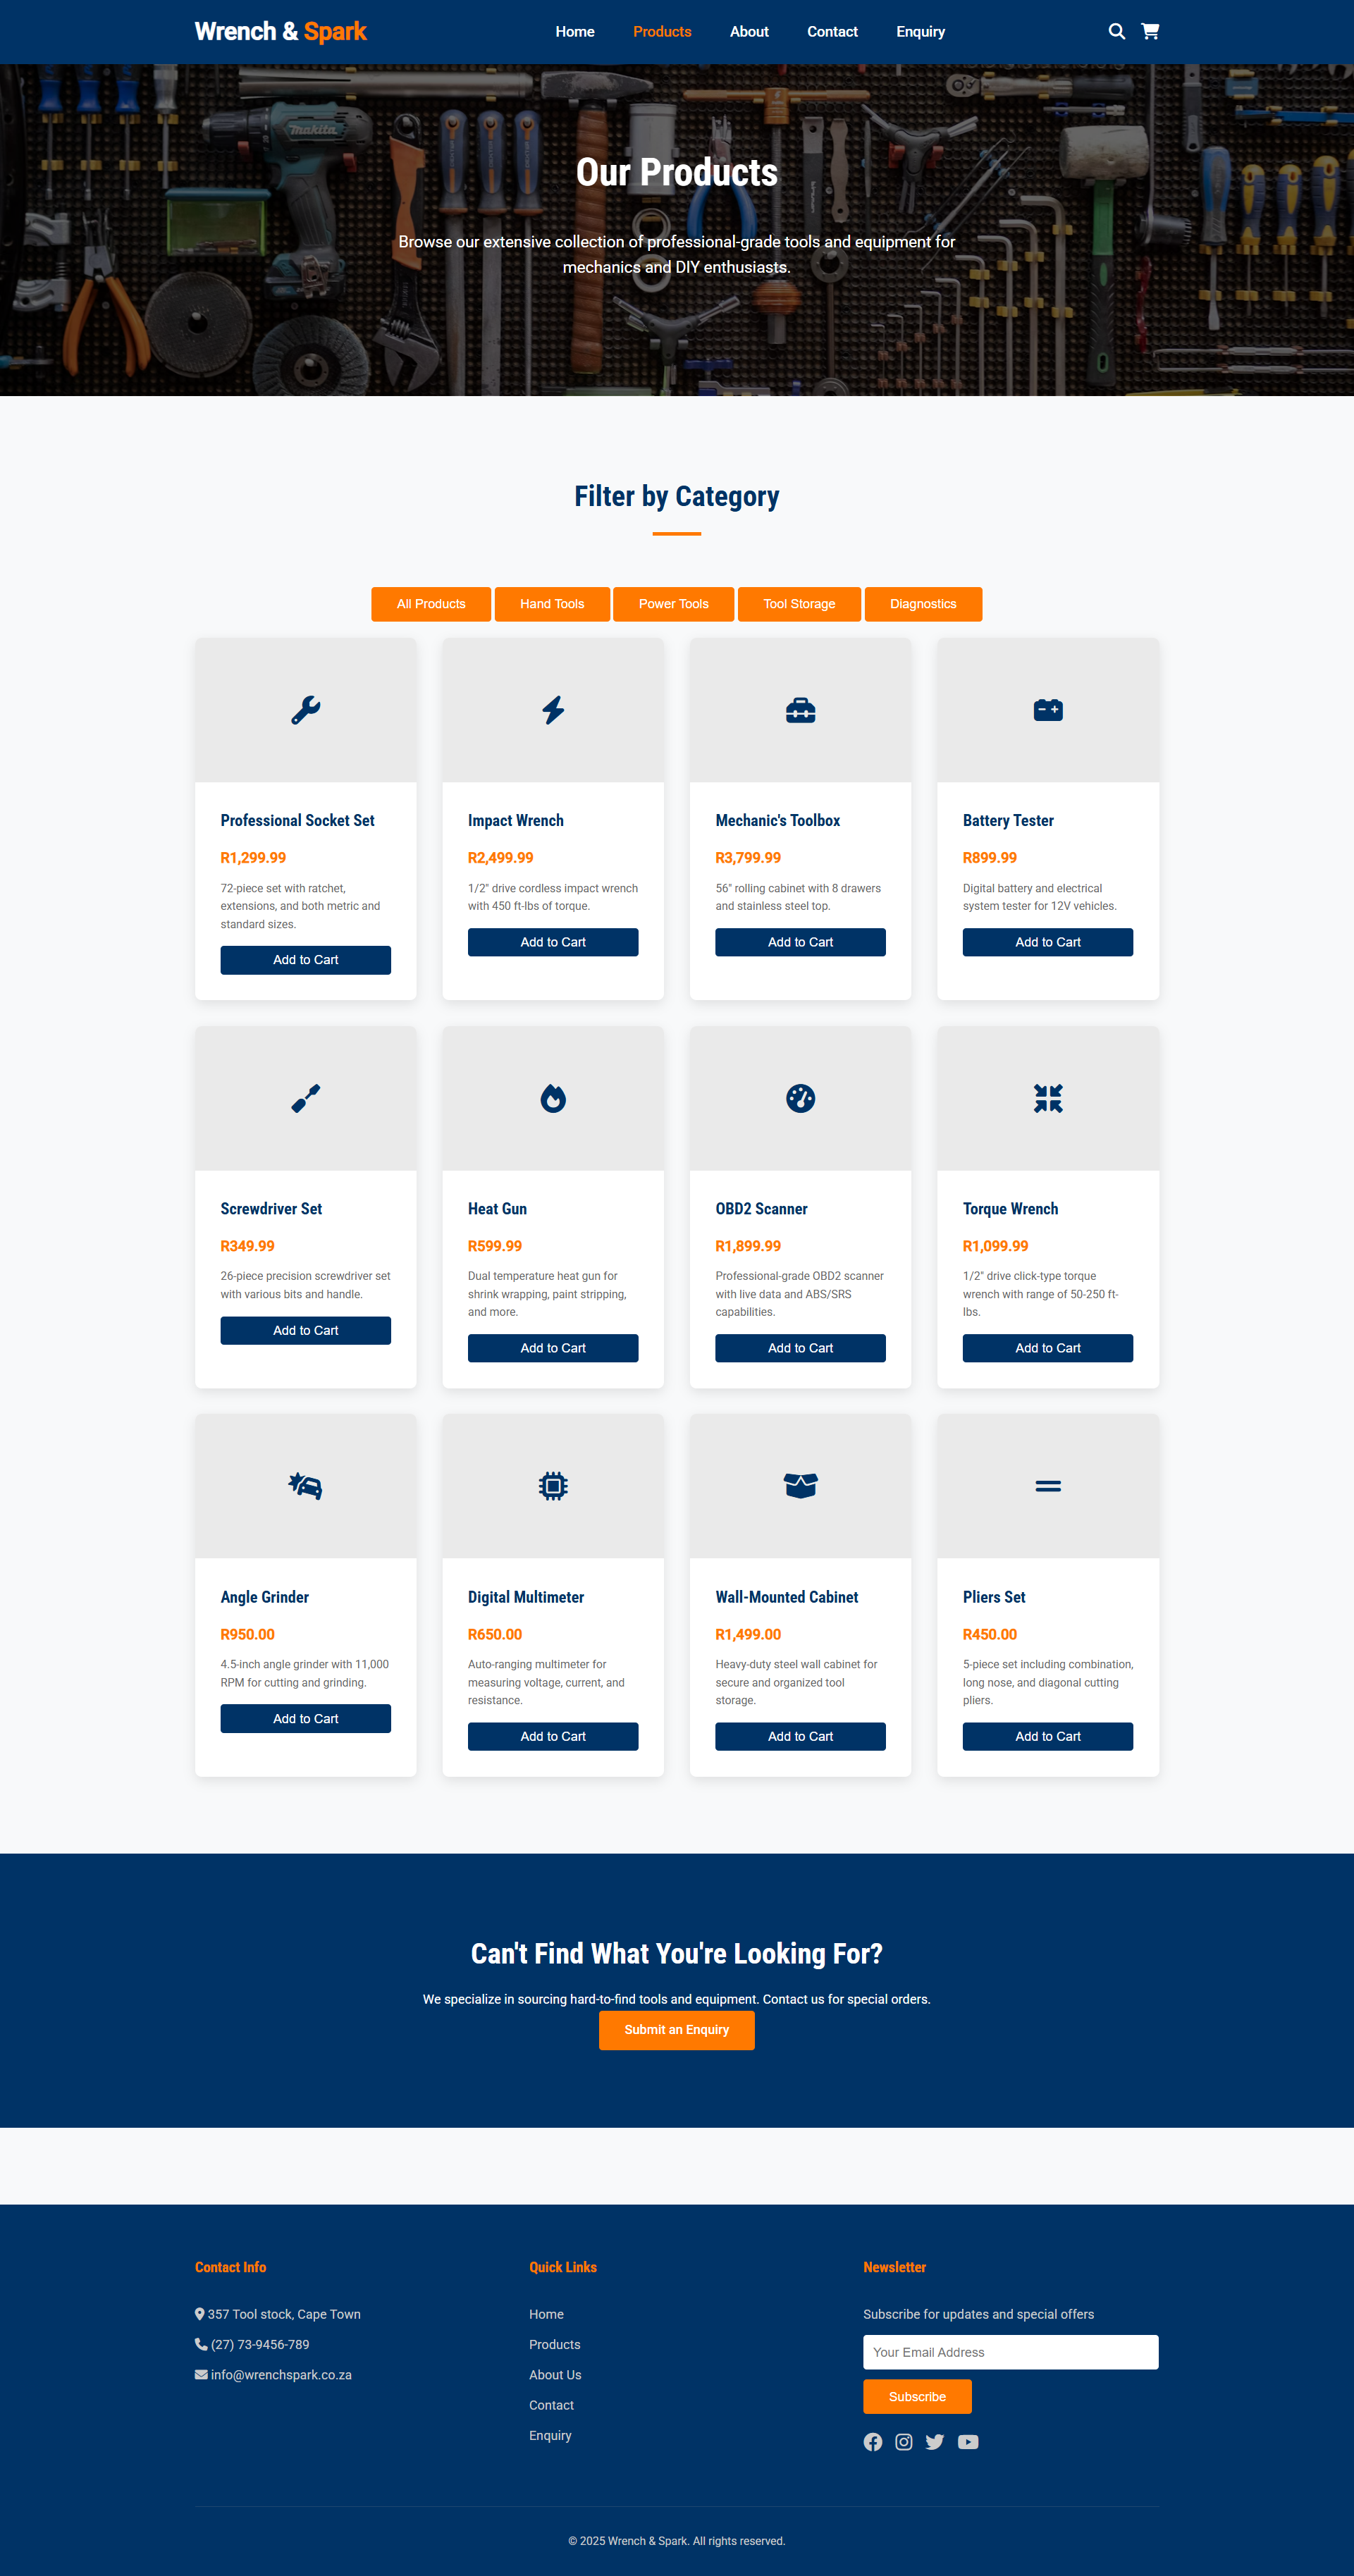 Wrench & Spark
Home
Products
About
Contact
Enquiry
makita
Our Products
Browse our extensive collection of professional-grade tools and equipment for
mechanics and DIY enthusiasts.
Filter by Category
All Products
Hand Tools
Power Tools
Tool Storage
Diagnostics
Professional Socket Set
R1,299.99
72-piece set with ratchet,
extensions, and both metric and
standard sizes.
Add to Cart
Impact Wrench
R2,499.99
1/2" drive cordless impact wrench
with 450 ft-lbs of torque.
Add to Cart
Mechanic's Toolbox
R3,799.99
56" rolling cabinet with 8 drawers
and stainless steel top.
Add to Cart
Battery Tester
R899.99
Digital battery and electrical
system tester for 12V vehicles.
Add to Cart
Screwdriver Set
R349.99
26-piece precision screwdriver set
with various bits and handle.
Add to Cart
Heat Gun
R599.99
Dual temperature heat gun for
shrink wrapping, paint stripping,
and more.
Add to Cart
OBD2 Scanner
R1,899.99
Professional-grade OBD2 scanner
with live data and ABS/SRS
capabilities.
Add to Cart
Torque Wrench
R1,099.99
1/2" drive click-type torque
wrench with range of 50-250 ft-
lbs.
Add to Cart
Angle Grinder
R950.00
4.5-inch angle grinder with 11,000
RPM for cutting and grinding.
Add to Cart
Digital Multimeter
R650.00
Auto-ranging multimeter for
measuring voltage, current, and
resistance.
Add to Cart
Wall-Mounted Cabinet
R1,499.00
Heavy-duty steel wall cabinet for
secure and organized tool
storage.
Add to Cart
Pliers Set
R450.00
5-piece set including combination,
long nose, and diagonal cutting
pliers.
Add to Cart
Can't Find What You're Looking For?
We specialize in sourcing hard-to-find tools and equipment. Contact us for special orders.
Submit an Enquiry
Contact Info
357 Tool stock, Cape Town
(27) 73-9456-789
info@wrenchspark.co.za
Quick Links
Home
Products
About Us
Contact
Enquiry
Newsletter
Subscribe for updates and special offers
Your Email Address
Subscribe
© 2025 Wrench & Spark. All rights reserved.